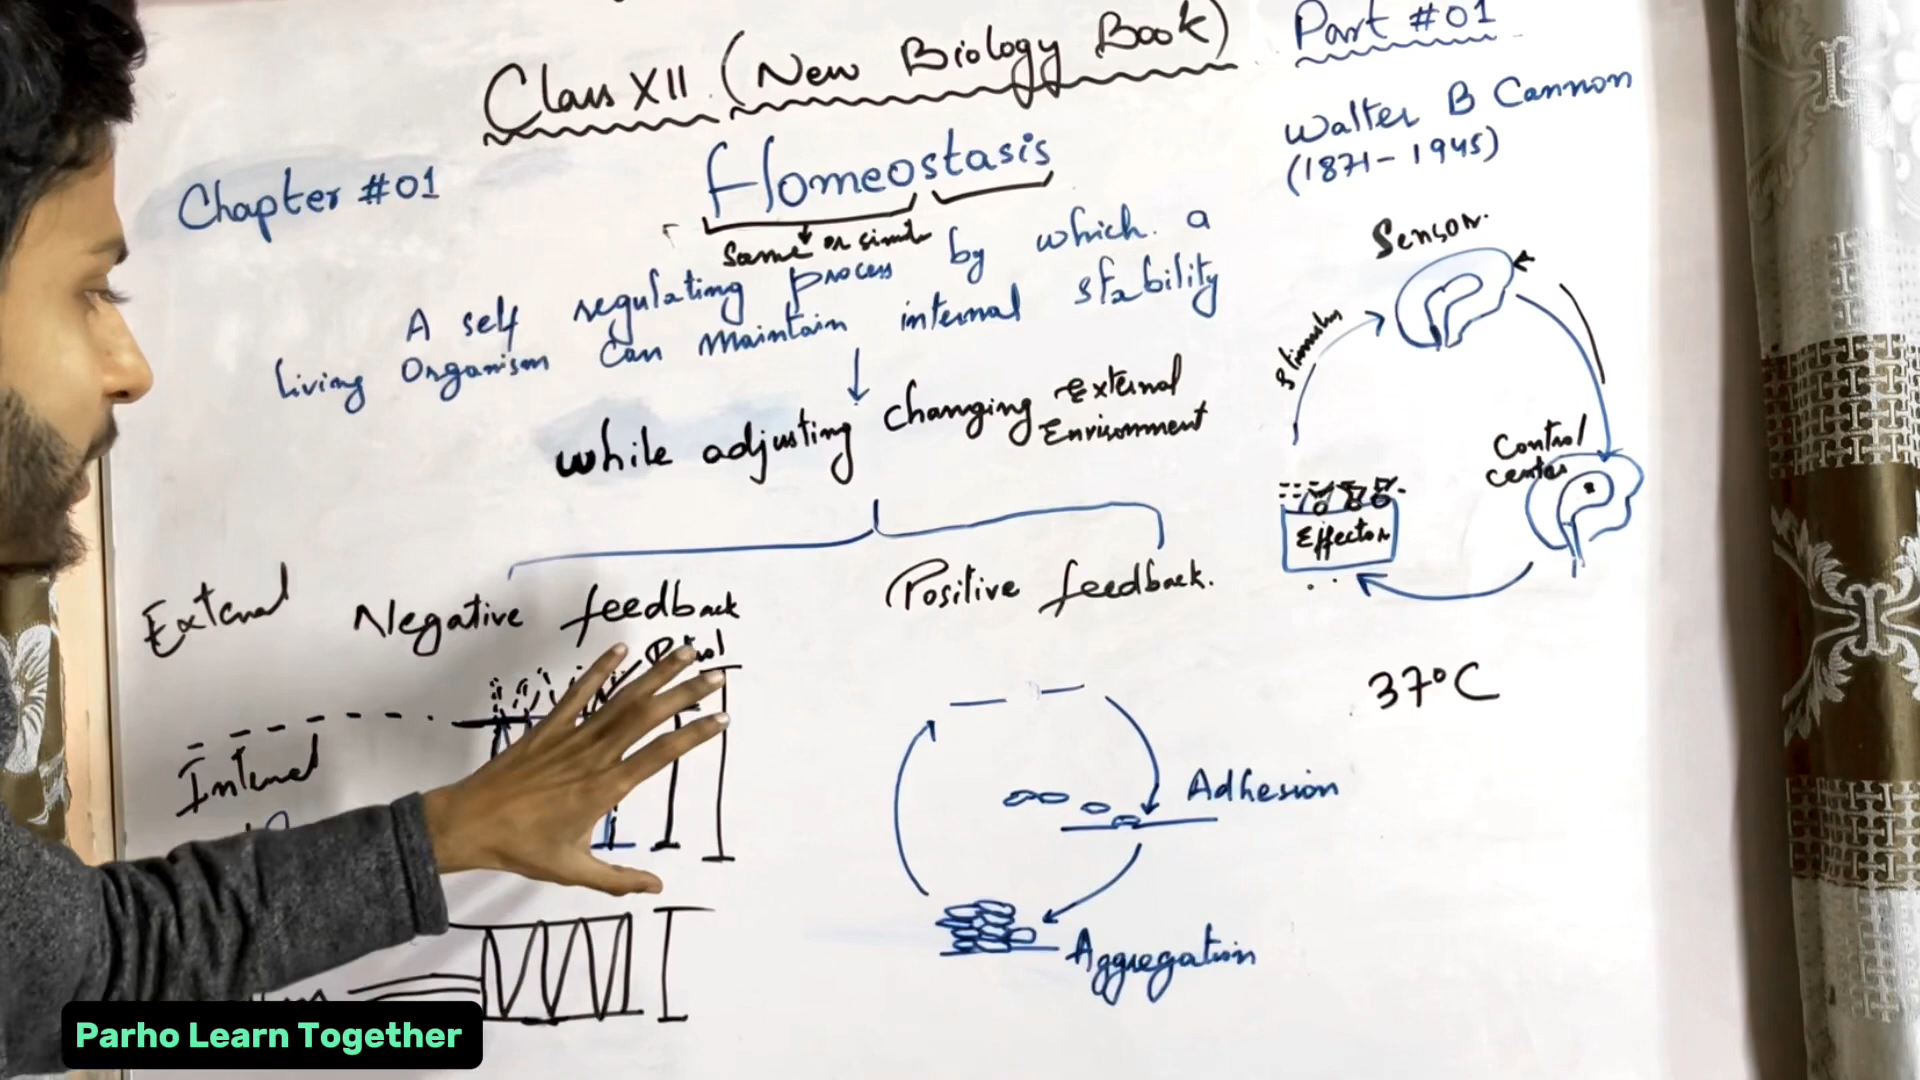 Class XII (New Biology Book)
Part #01
Walter B Cannon
(1871-1945)
Chapter #01
Homeostasis
Same or simil
A self regulating process by which a
living Organism Can maintain internal stability
while adjusting changing External
Envirnment
Sensor
Stimulus
Control
center
Effector
External
Negative feedback
Positive feedback.
Internal
37°C
Adhesion
Aggregation
Parho Learn Together